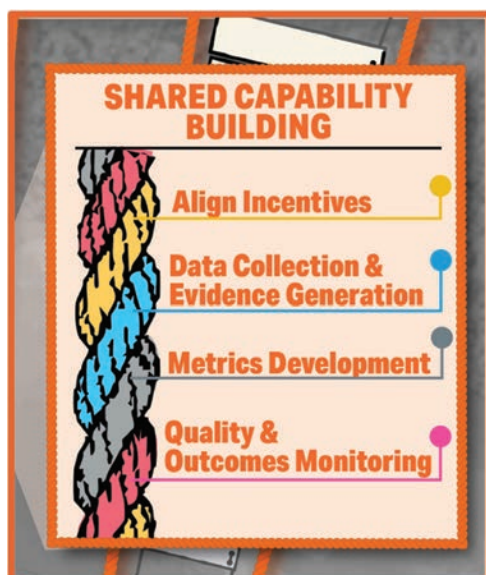 SHARED CAPABILITY
BUILDING
Align Incentives
Data Collection &
Evidence Generation
Metrics Development
Quality &
Outcomes Monitoring